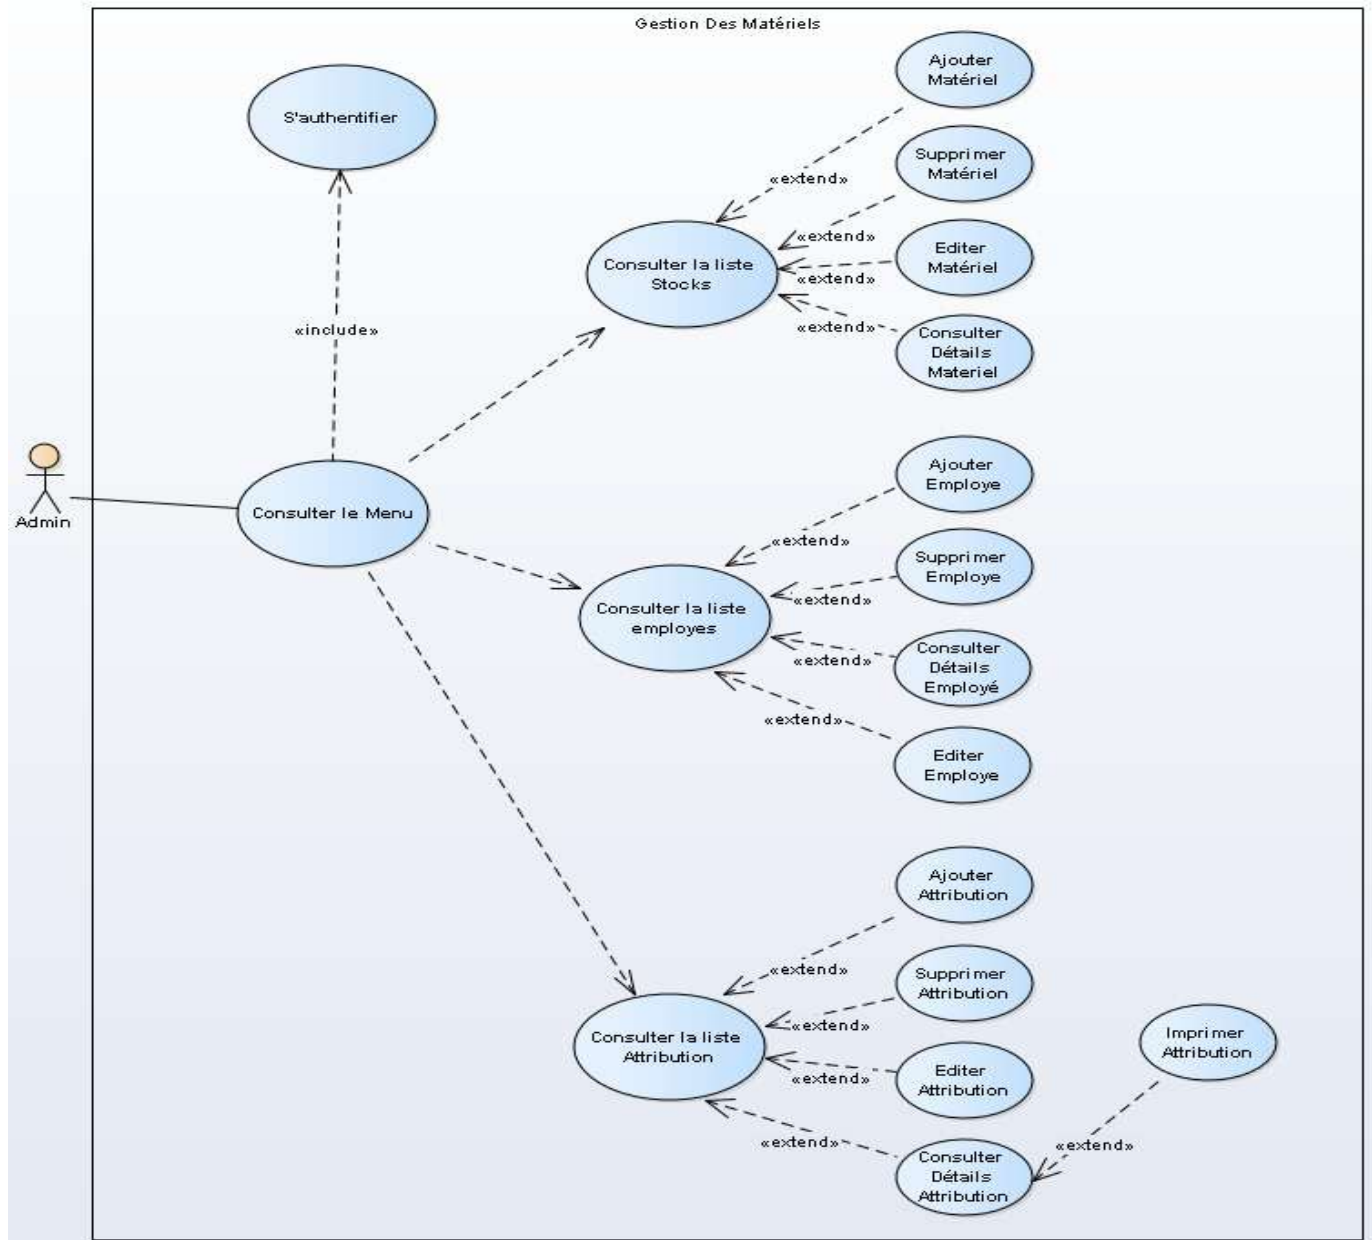 Gestion Des Matériels
S'authentifier
«include»
Admin
Consulter le Menu
Consulter la liste
Stocks
Ajouter
Matériel
«extend»
Supprimer
Matériel
«extend»
Editer
Matériel
«extend»
Consulter
Détails
Materiel
«extend»
Consulter la liste
employes
Ajouter
Employe
«extend»
Supprimer
Employe
«extend»
Consulter
Détails
Employé
«extend»
Editer
Employe
«extend»
Consulter la liste
Attribution
Ajouter
Attribution
«extend»
Supprimer
Attribution
«extend»
Editer
Attribution
«extend»
Consulter
Détails
Attribution
«extend»
Imprimer
Attribution
«extend»